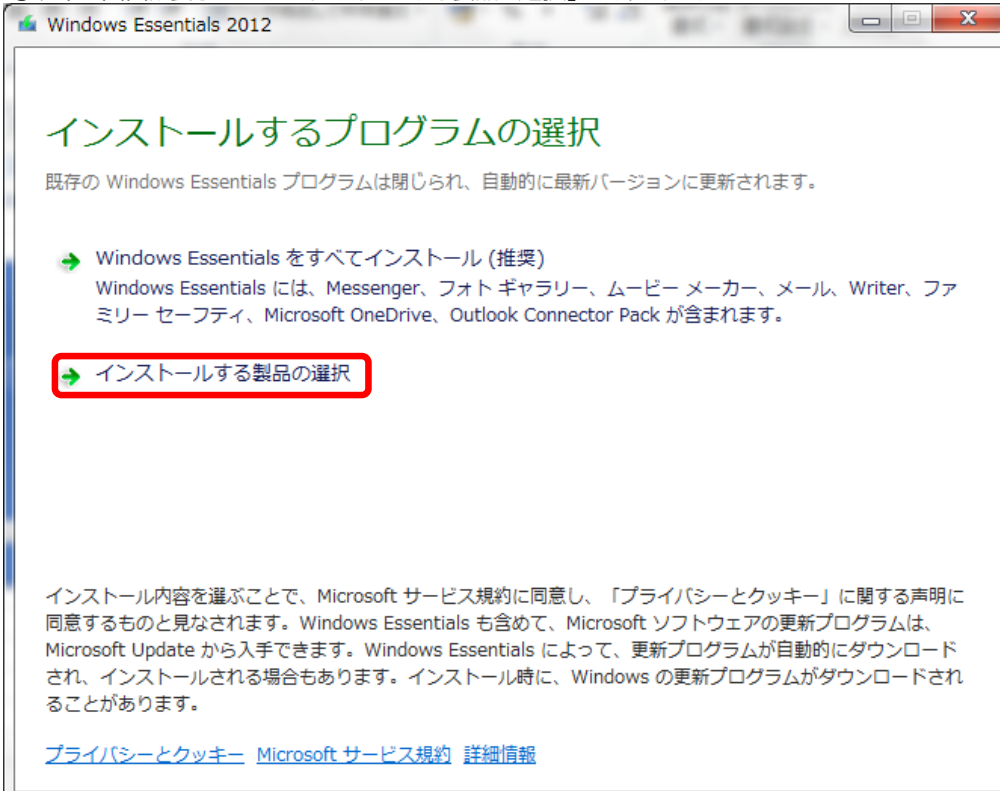 Windows Essentials 2012
インストールするプログラムの選択
既存の Windows Essentials プログラムは閉じられ、自動的に最新バージョンに更新されます。
Windows Essentials をすべてインストール (推奨)
Windows Essentials には、Messenger、フォト ギャラリー、ムービー メーカー、メール、Writer、ファ
ミリー セーフティ、Microsoft OneDrive、Outlook Connector Pack が含まれます。
インストールする製品の選択
インストール内容を選ぶことで、Microsoft サービス規約に同意し、「プライバシーとクッキー」に関する声明に
同意するものと見なされます。Windows Essentials も含めて、Microsoft ソフトウェアの更新プログラムは、
Microsoft Update から入手できます。Windows Essentials によって、更新プログラムが自動的にダウンロード
され、インストールされる場合もあります。インストール時に、Windows の更新プログラムがダウンロードされ
ることがあります。
プライバシーとクッキー Microsoft サービス規約 詳細情報